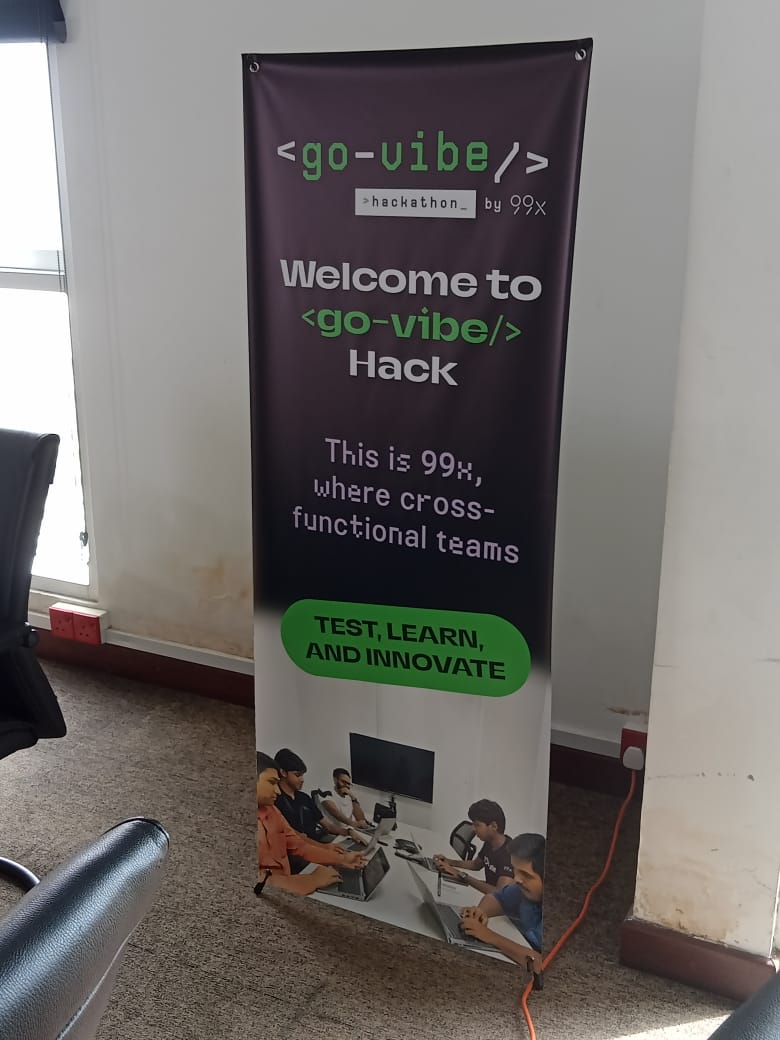 <go-vibe/>
>hackathon_ by 99x
Welcome to
<go-vibe/>
Hack
This is 99x,
where cross-
functional teams
TEST, LEARN,
AND INNOVATE